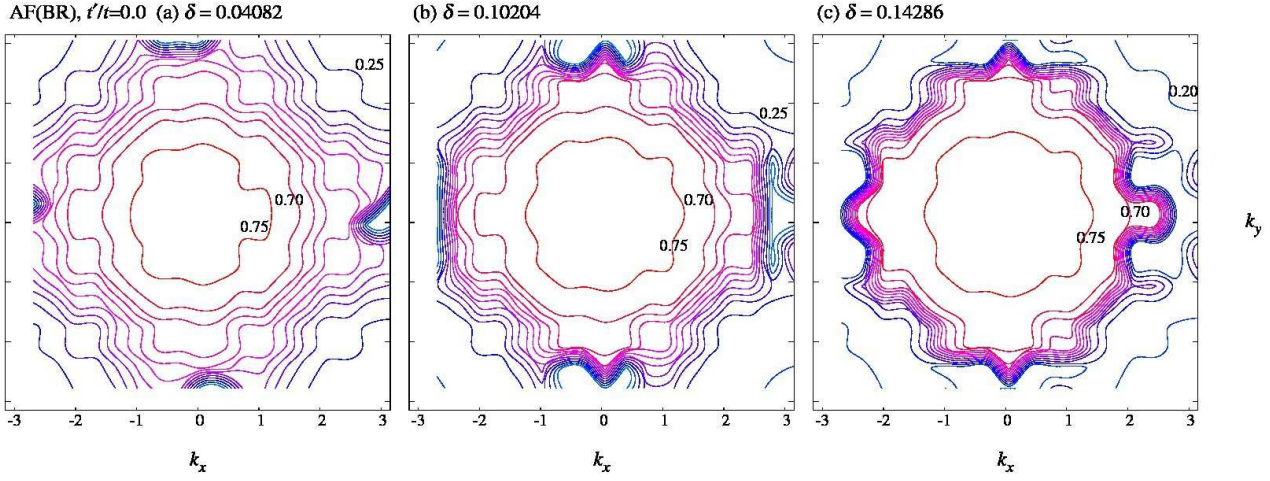 AF(BR), t′/t=0.0 (a) δ = 0.04082
(b) δ = 0.10204
(c) δ = 0.14286
0.25
0.70
0.75
0.25
0.70
0.75
0.20
0.70
0.75
k_y
-3 -2 -1 0 1 2 3
-3 -2 -1 0 1 2 3
-3 -2 -1 0 1 2 3
k_x
k_x
k_x